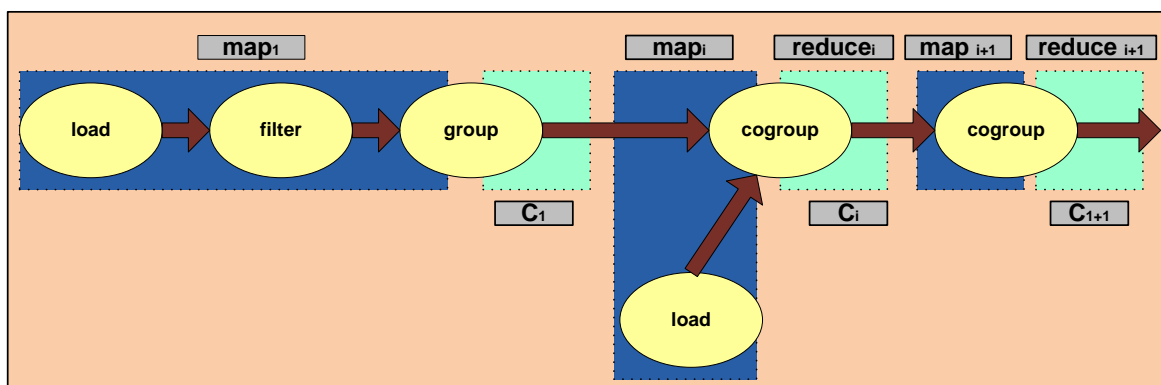 map₁ mapᵢ reduceᵢ map ᵢ₊₁ reduce ᵢ₊₁
load filter group cogroup cogroup
C₁ Cᵢ C₁₊₁
load